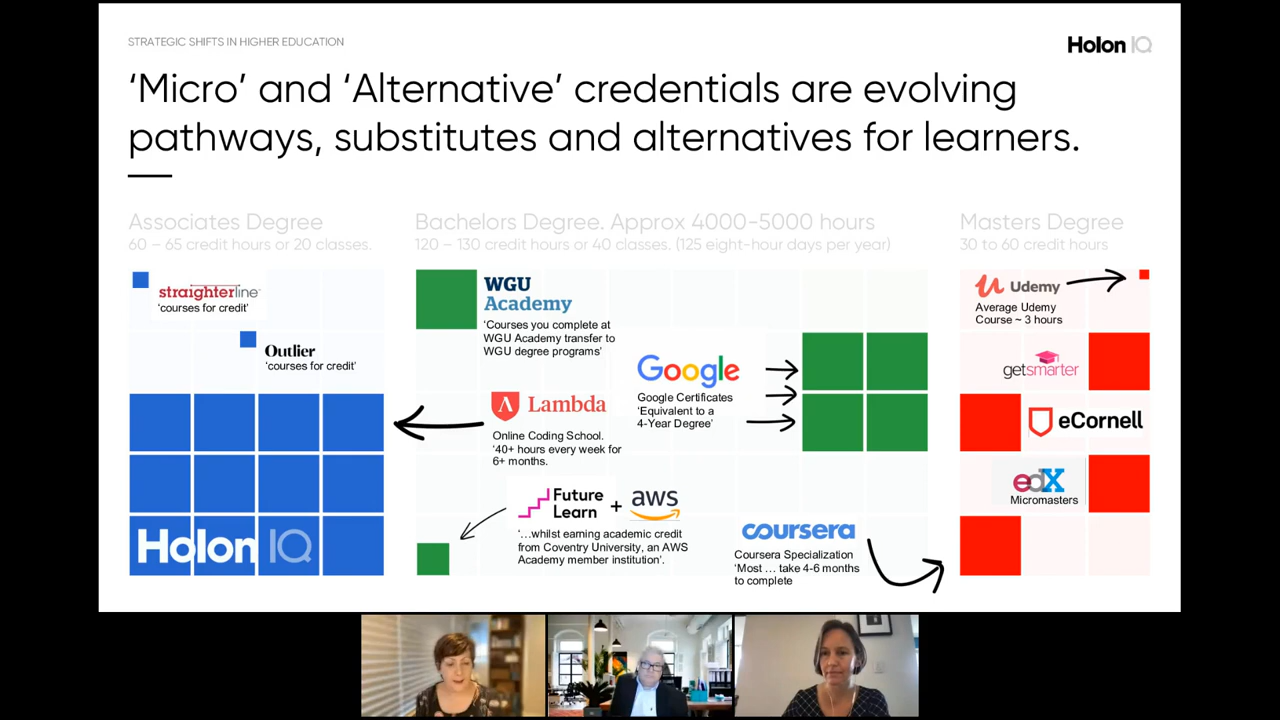 STRATEGIC SHIFTS IN HIGHER EDUCATION
Holon IQ
‘Micro’ and ‘Alternative’ credentials are evolving
pathways, substitutes and alternatives for learners.
Associates Degree
60 – 65 credit hours or 20 classes.
Bachelors Degree. Approx 4000-5000 hours
120 – 130 credit hours or 40 classes. (125 eight-hour days per year)
Masters Degree
30 to 60 credit hours
straighterline
‘courses for credit’
Outlier
‘courses for credit’
Holon IQ
WGU
Academy
‘Courses you complete at
WGU Academy transfer to
WGU degree programs’
Google
Google Certificates
‘Equivalent to a
4-Year Degree’
Lambda
Online Coding School.
‘40+ hours every week for
6+ months.
Future
Learn
+
aws
‘…whilst earning academic credit
from Coventry University, an AWS
Academy member institution’.
coursera
Coursera Specialization
‘Most … take 4-6 months
to complete
Udemy
Average Udemy
Course ~ 3 hours
getsmarter
eCornell
edX
Micromasters